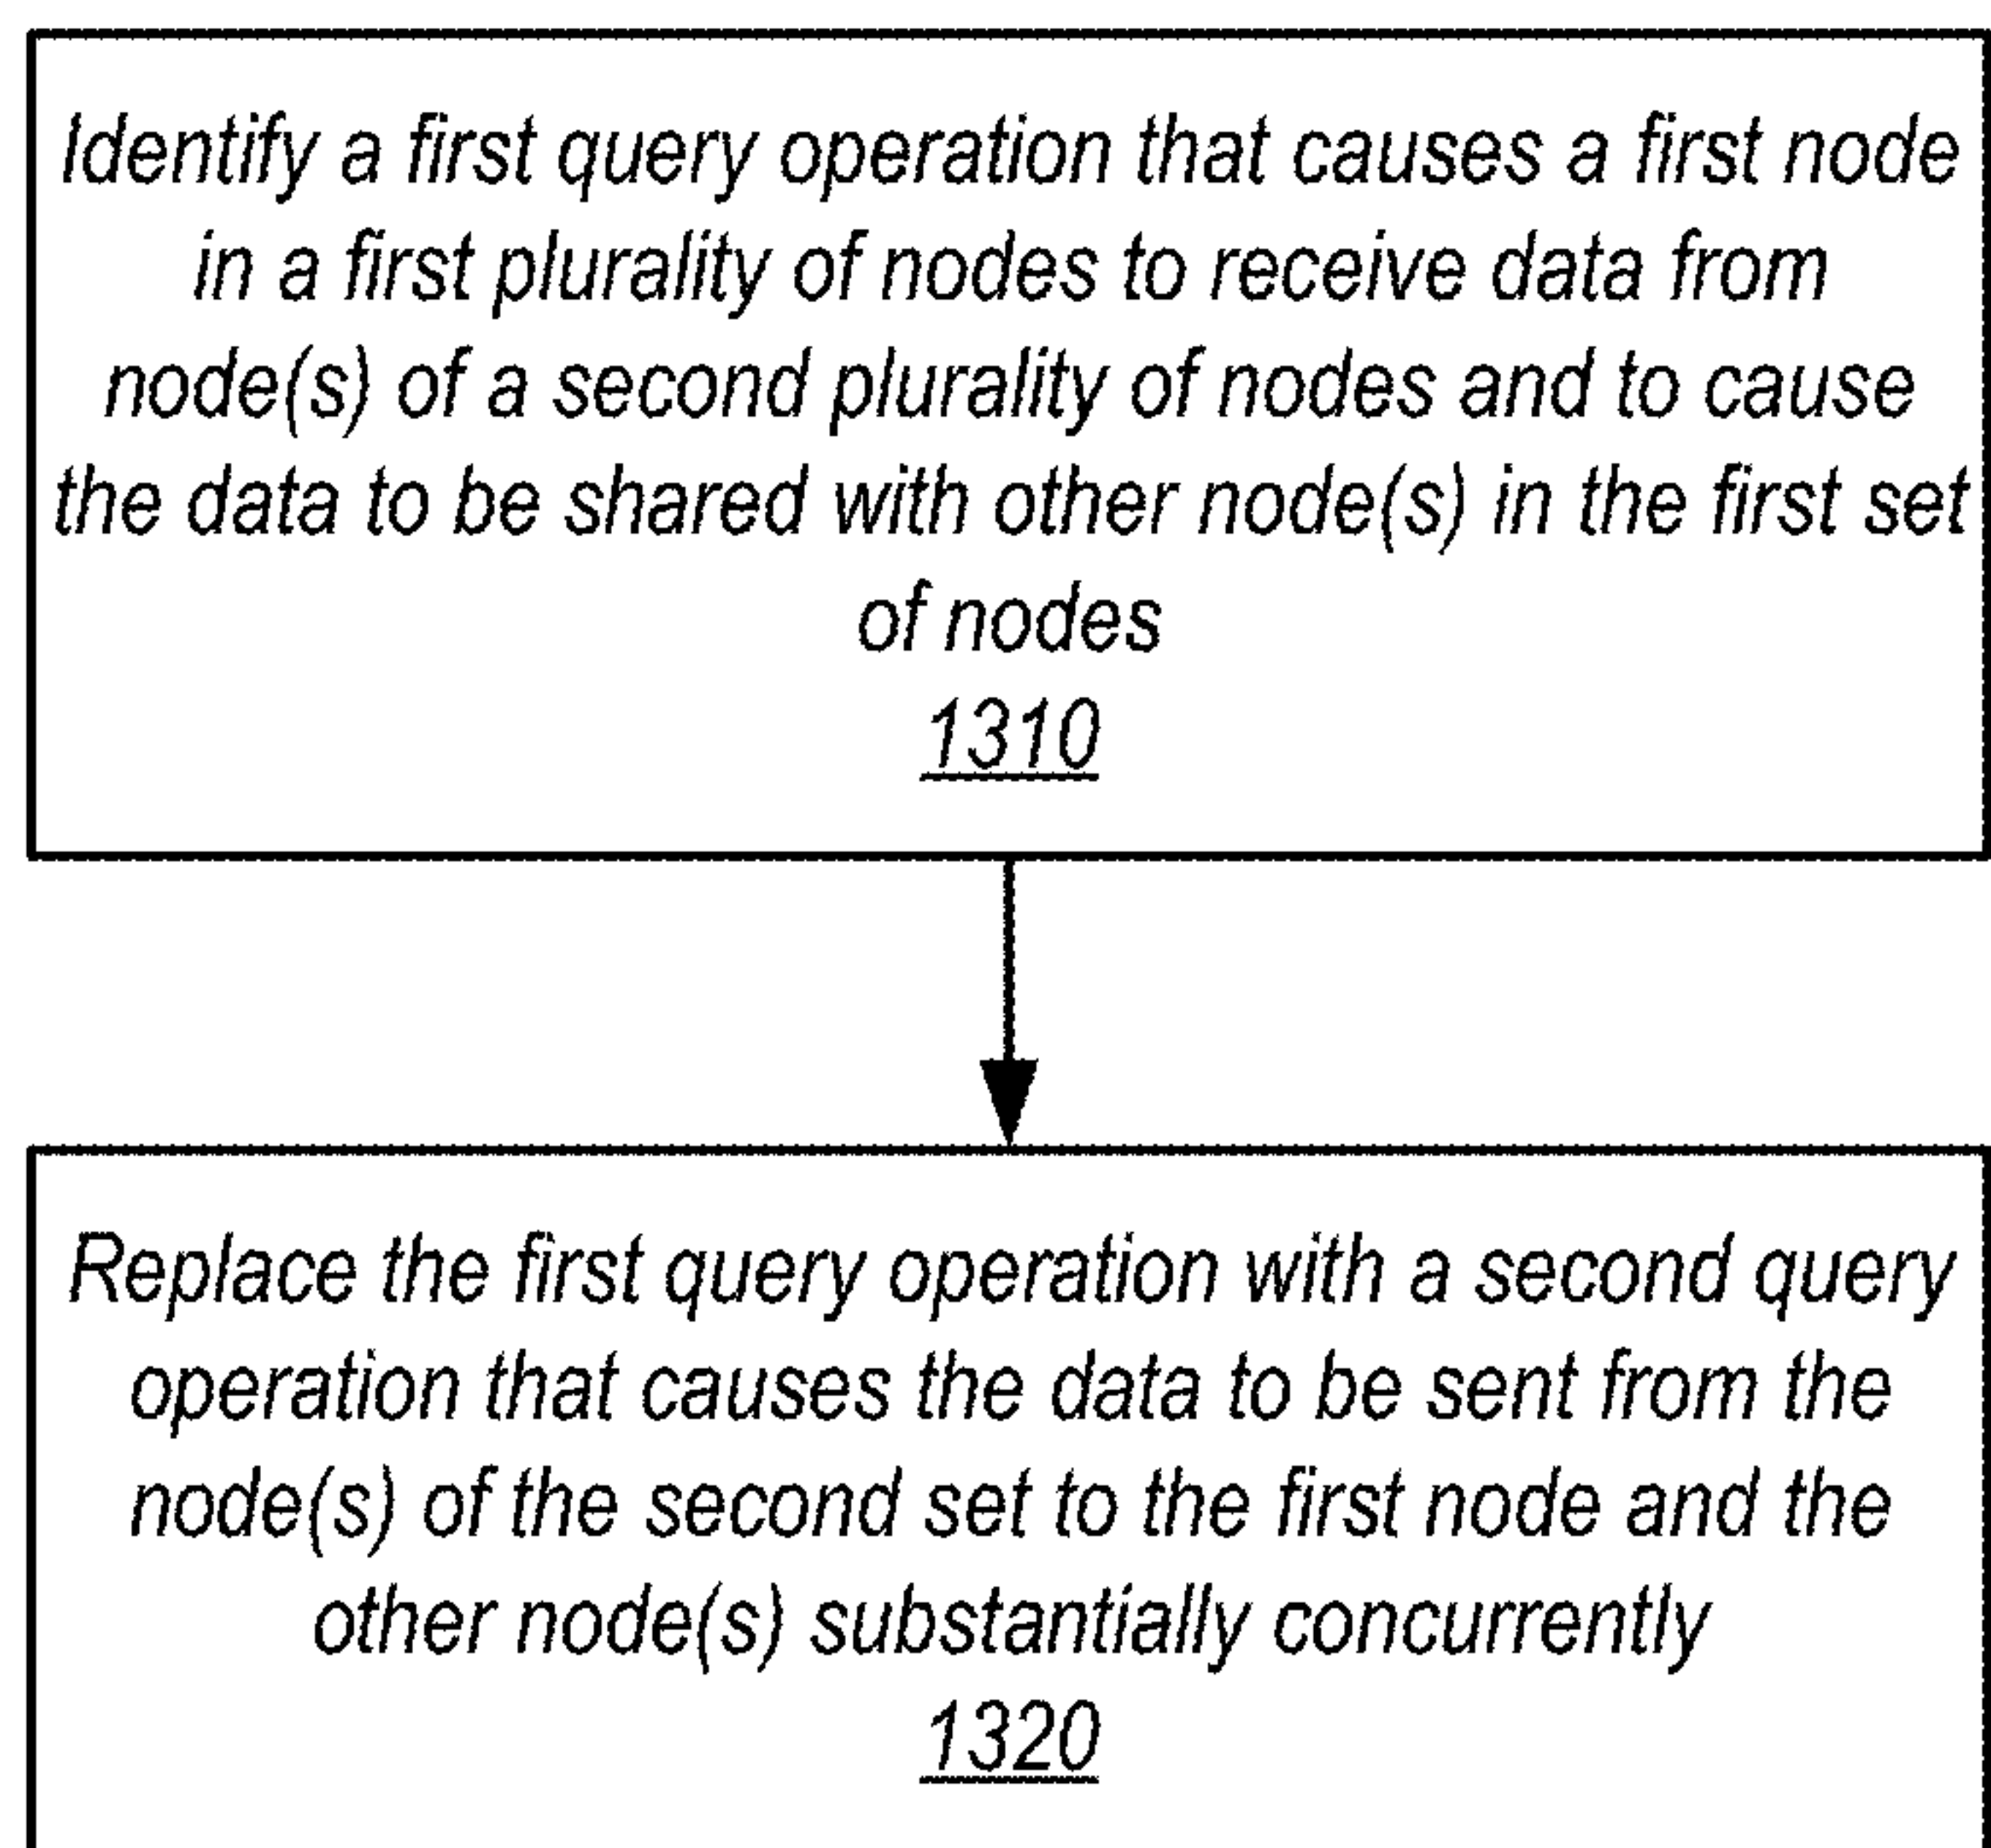 Identify a first query operation that causes a first node
in a first plurality of nodes to receive data from
node(s) of a second plurality of nodes and to cause
the data to be shared with other node(s) in the first set
of nodes
1310
Replace the first query operation with a second query
operation that causes the data to be sent from the
node(s) of the second set to the first node and the
other node(s) substantially concurrently
1320